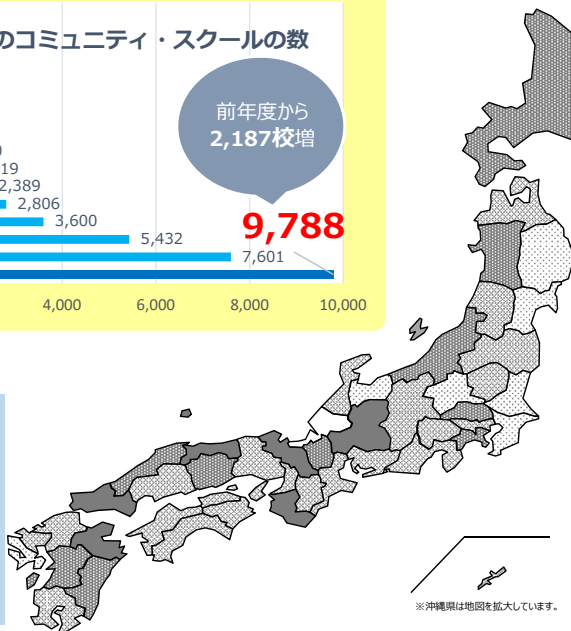 のコミュニティ・スクールの数
前年度から
2,187校増
19
2,389
2,806
3,600
9,788
5,432
7,601
4,000 6,000 8,000 10,000
※沖縄県は地図を拡大しています。